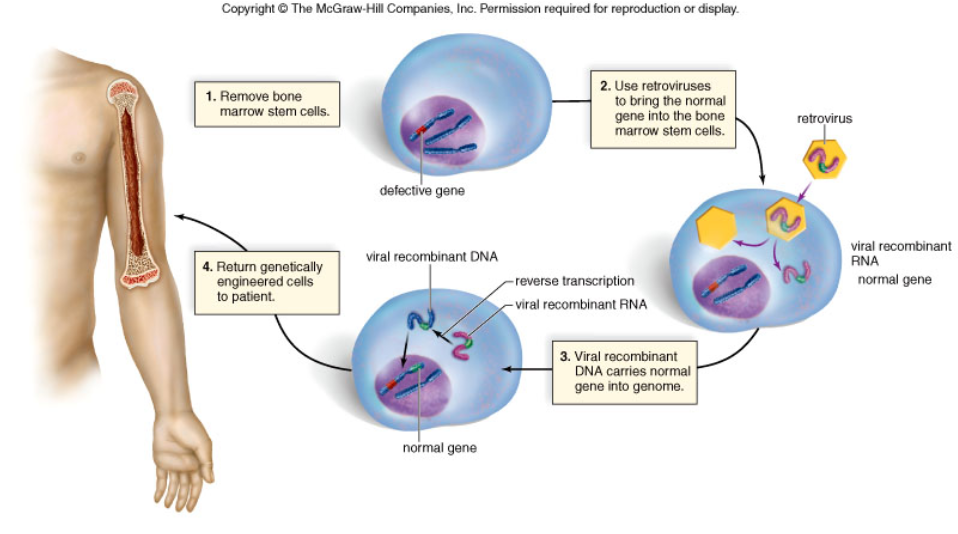 Copyright © The McGraw-Hill Companies, Inc. Permission required for reproduction or display.
1. Remove bone
marrow stem cells.
defective gene
2. Use retroviruses
to bring the normal
gene into the bone
marrow stem cells.
retrovirus
viral recombinant
RNA
normal gene
3. Viral recombinant
DNA carries normal
gene into genome.
viral recombinant DNA
reverse transcription
viral recombinant RNA
normal gene
4. Return genetically
engineered cells
to patient.